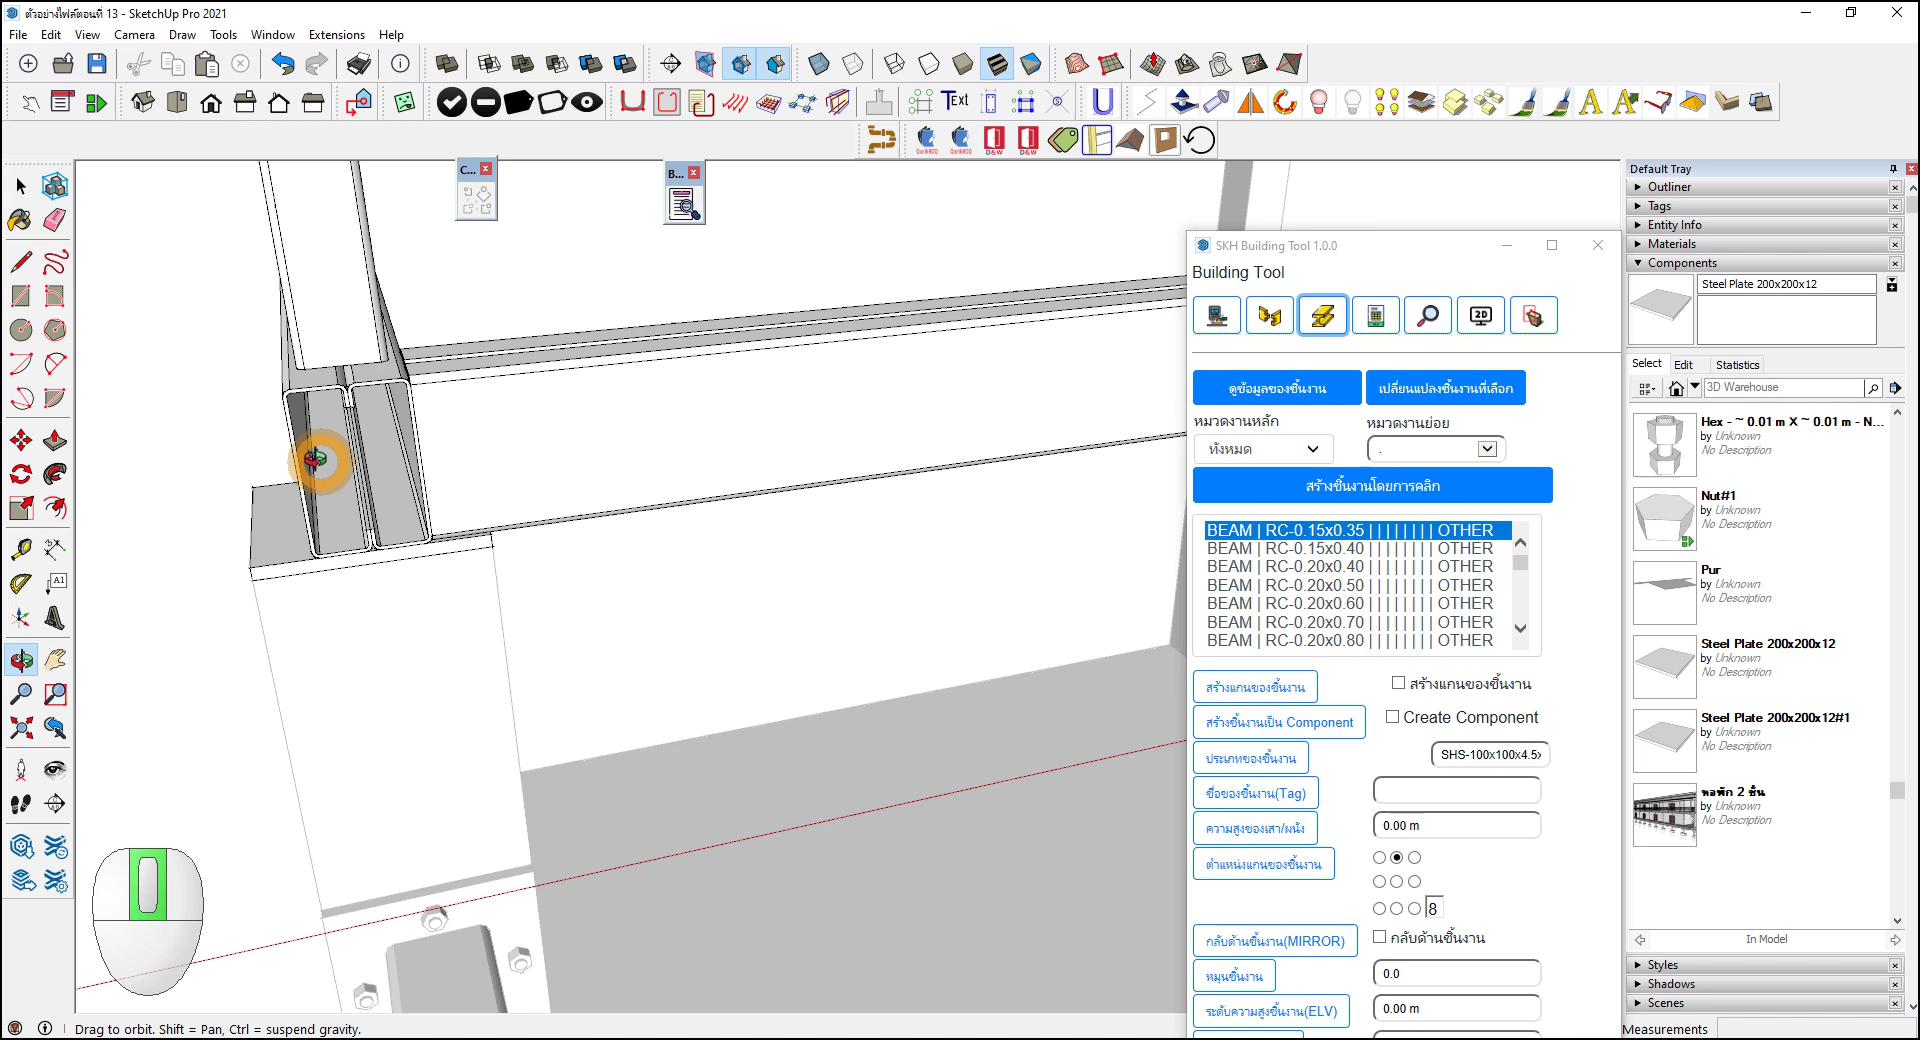 ตัวอย่างไฟล์ตอนที่ 13 - SketchUp Pro 2021
File Edit View Camera Draw Tools Window Extensions Help
Text
QuickBOQ QuickBOQ D&W D&W
C...
B...
SKH Building Tool 1.0.0
Building Tool
2D
ดูข้อมูลของชิ้นงาน
เปลี่ยนแปลงชิ้นงานที่เลือก
หมวดงานหลัก
หมวดงานย่อย
ทั้งหมด
.
สร้างชิ้นงานโดยการคลิก
BEAM | RC-0.15x0.35 | | | | | | | | OTHER
BEAM | RC-0.15x0.40 | | | | | | | | OTHER
BEAM | RC-0.20x0.40 | | | | | | | | OTHER
BEAM | RC-0.20x0.50 | | | | | | | | OTHER
BEAM | RC-0.20x0.60 | | | | | | | | OTHER
BEAM | RC-0.20x0.70 | | | | | | | | OTHER
BEAM | RC-0.20x0.80 | | | | | | | | OTHER
สร้างแกนของชิ้นงาน
สร้างแกนของชิ้นงาน
สร้างชิ้นงานเป็น Component
Create Component
ประเภทของชิ้นงาน
SHS-100x100x4.5x
ชื่อของชิ้นงาน(Tag)
ความสูงของเสา/ผนัง
0.00 m
ตำแหน่งแกนของชิ้นงาน
8
กลับด้านชิ้นงาน(MIRROR)
กลับด้านชิ้นงาน
หมุนชิ้นงาน
0.0
ระดับความสูงชิ้นงาน(ELV)
0.00 m
Default Tray
Outliner
Tags
Entity Info
Materials
Components
Steel Plate 200x200x12
Select Edit Statistics
3D Warehouse
Hex - ~ 0.01 m X ~ 0.01 m - N...
by Unknown
No Description
Nut#1
by Unknown
No Description
Pur
by Unknown
No Description
Steel Plate 200x200x12
by Unknown
No Description
Steel Plate 200x200x12#1
by Unknown
No Description
หอพัก 2 ชั้น
by Unknown
No Description
In Model
Styles
Shadows
Scenes
A1
Drag to orbit. Shift = Pan, Ctrl = suspend gravity.
Measurements